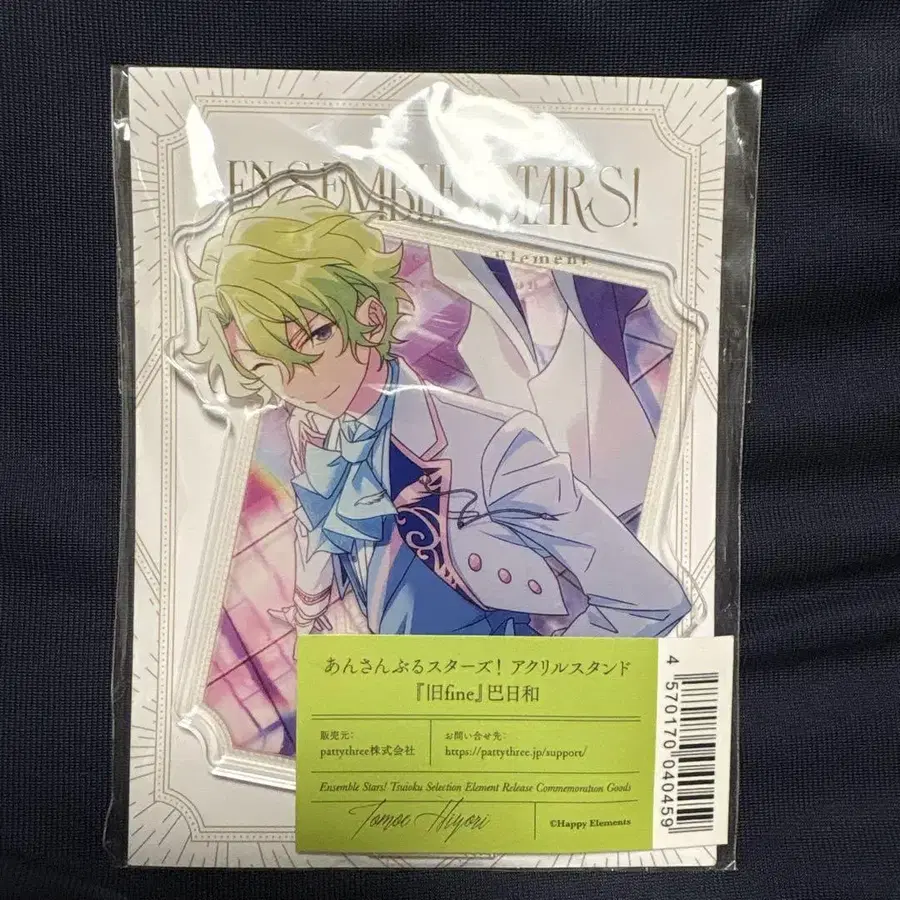 ENSEMBLE STARS!
Element
あんさんぶるスターズ！アクリルスタンド
『旧fine』巴日和
販売元：
pattythree株式会社
お問い合せ先：
https://pattythree.jp/support/
Ensemble Stars! Tsuioku Selection Element Release Commemoration Goods
Tomoe Hiyori
©Happy Elements
4 570170 040459